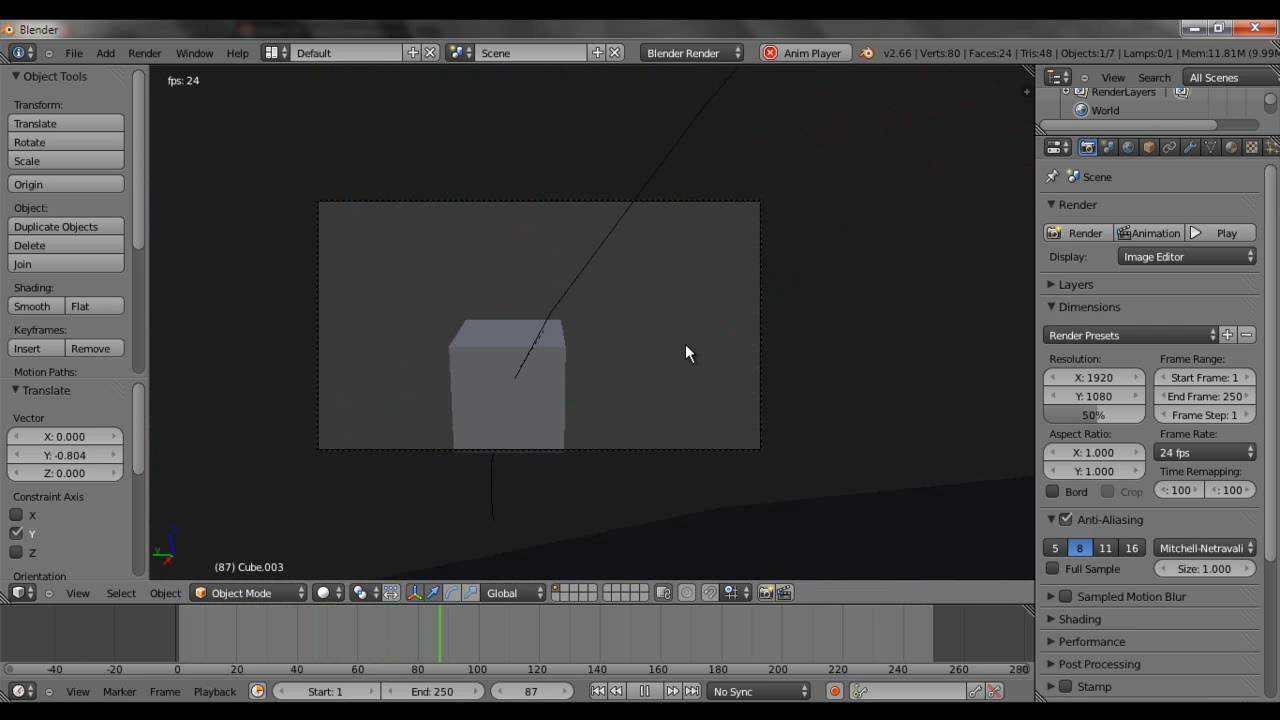 Blender
File Add Render Window Help Default Scene Blender Render Anim Player v2.66 | Verts:80 | Faces:24 | Tris:48 | Objects:1/7 | Lamps:0/1 | Mem:11.81M (9.99
Object Tools
Transform:
Translate
Rotate
Scale
Origin
Object:
Duplicate Objects
Delete
Join
Shading:
Smooth Flat
Keyframes:
Insert Remove
Motion Paths:
Translate
Vector
X: 0.000
Y: -0.804
Z: 0.000
Constraint Axis
X
Y
Z
Orientation
fps: 24
y
(87) Cube.003
View Select Object Object Mode Global
-40 -20 0 20 40 60 80 100 120 140 160 180 200 220 240 260 280
View Marker Frame Playback Start: 1 End: 250 87 No Sync
View Search All Scenes
RenderLayers
World
Scene
Render
Render Animation Play
Display: Image Editor
Layers
Dimensions
Render Presets
Resolution: Frame Range:
X: 1920 Start Frame: 1
Y: 1080 End Frame: 250
50% Frame Step: 1
Aspect Ratio: Frame Rate:
X: 1.000 24 fps
Y: 1.000 Time Remapping:
Bord Crop : 100 : 100
Anti-Aliasing
5 8 11 16 Mitchell-Netravali
Full Sample Size: 1.000
Sampled Motion Blur
Shading
Performance
Post Processing
Stamp